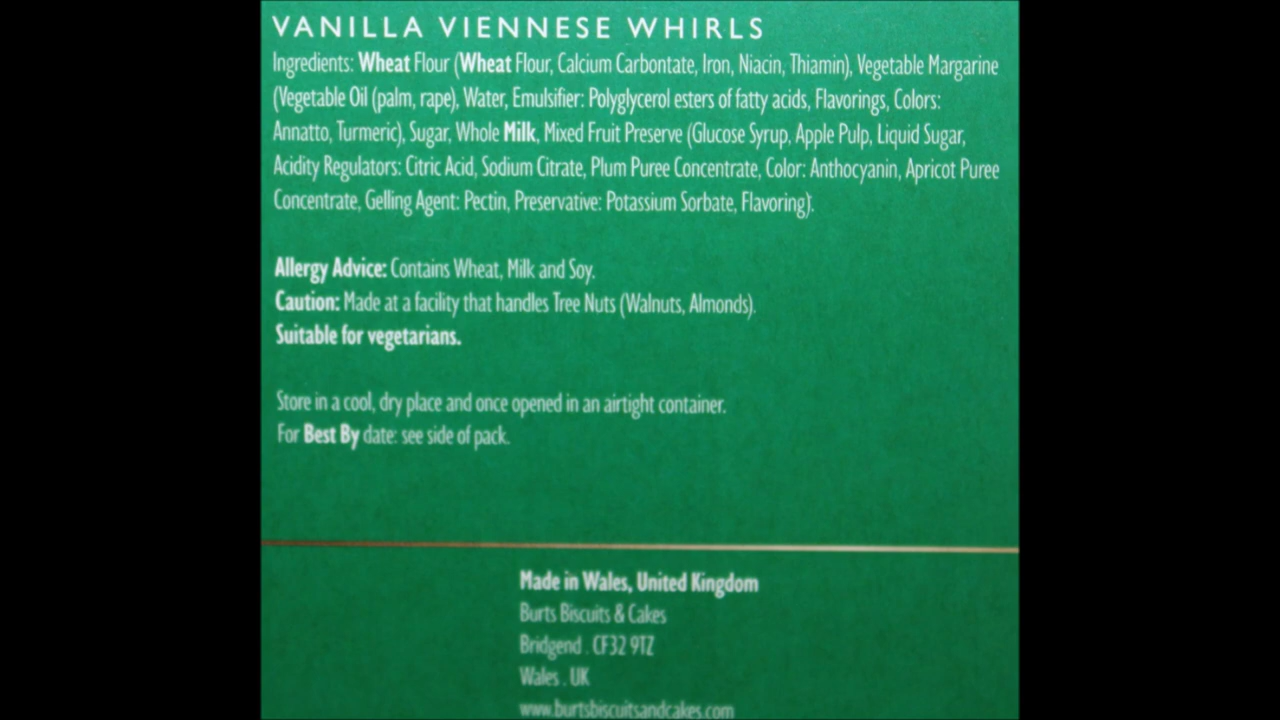 VANILLA VIENNESE WHIRLS
Ingredients: Wheat Flour (Wheat Flour, Calcium Carbontate, Iron, Niacin, Thiamin), Vegetable Margarine
(Vegetable Oil (palm, rape), Water, Emulsifier: Polyglycerol esters of fatty acids, Flavorings, Colors:
Annatto, Turmeric), Sugar, Whole Milk, Mixed Fruit Preserve (Glucose Syrup, Apple Pulp, Liquid Sugar,
Acidity Regulators: Citric Acid, Sodium Citrate, Plum Puree Concentrate, Color: Anthocyanin, Apricot Puree
Concentrate, Gelling Agent: Pectin, Preservative: Potassium Sorbate, Flavoring).
Allergy Advice: Contains Wheat, Milk and Soy.
Caution: Made at a facility that handles Tree Nuts (Walnuts, Almonds).
Suitable for vegetarians.
Store in a cool, dry place and once opened in an airtight container.
For Best By date: see side of pack.
Made in Wales, United Kingdom
Burts Biscuits & Cakes
Bridgend . CF32 9TZ
Wales . UK
www.burtsbiscuitsandcakes.com